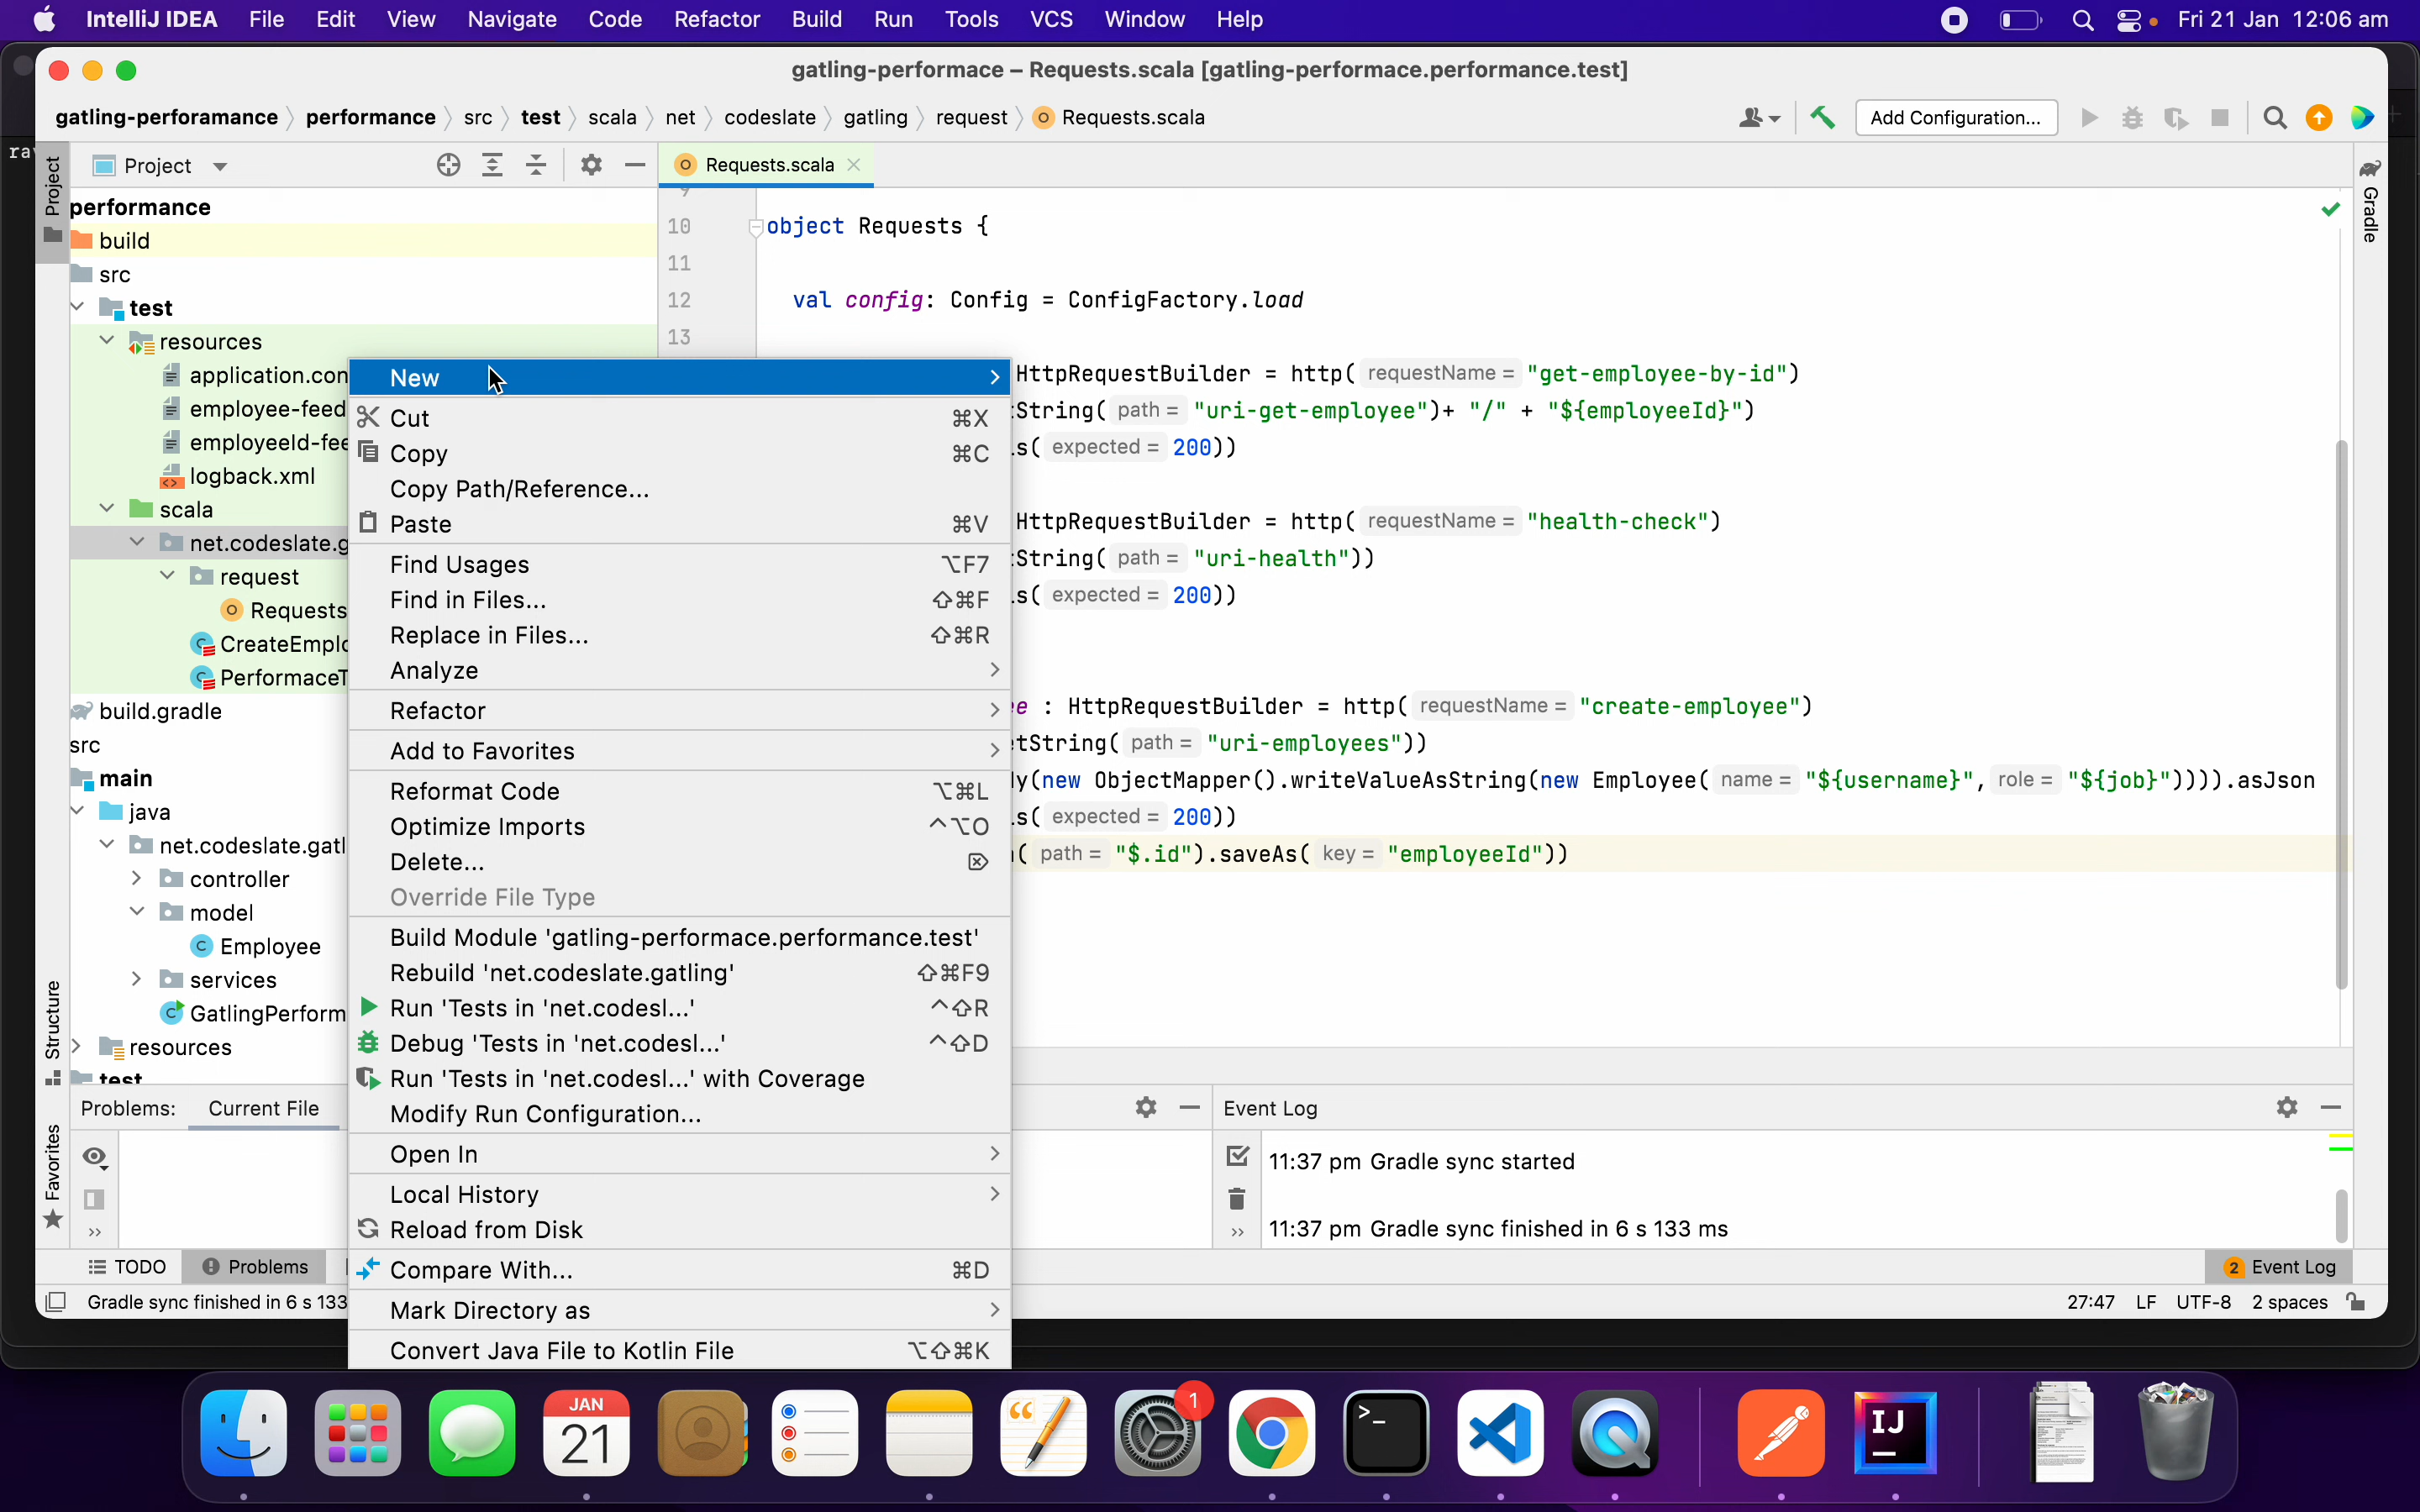 IntelliJ IDEA File Edit View Navigate Code Refactor Build Run Tools VCS Window Help Fri 21 Jan 12:06 am
gatling-performace – Requests.scala [gatling-performace.performance.test]
gatling-perforamance performance src test scala net codeslate gatling request Requests.scala Add Configuration...
Project
Project
Requests.scala
Gradle
performance
build
src
test
resources
application.con
employee-feed
employeeId-fee
logback.xml
scala
net.codeslate.g
request
Requests
CreateEmplo
PerformaceT
build.gradle
src
main
java
net.codeslate.gatl
controller
model
Employee
services
GatlingPerform
resources
test
9
10 object Requests {
11
12 val config: Config = ConfigFactory.load
13
HttpRequestBuilder = http( requestName = "get-employee-by-id")
String( path = "uri-get-employee")+ "/" + "${employeeId}")
s( expected = 200))
HttpRequestBuilder = http( requestName = "health-check")
String( path = "uri-health"))
s( expected = 200))
ee : HttpRequestBuilder = http( requestName = "create-employee")
tString( path = "uri-employees"))
y(new ObjectMapper().writeValueAsString(new Employee( name = "${username}", role = "${job}")))).asJson
s( expected = 200))
( path = "$.id").saveAs( key = "employeeId"))
New
Cut ⌘X
Copy ⌘C
Copy Path/Reference...
Paste ⌘V
Find Usages ⌥F7
Find in Files... ⇧⌘F
Replace in Files... ⇧⌘R
Analyze
Refactor
Add to Favorites
Reformat Code ⌥⌘L
Optimize Imports ^⌥O
Delete... ⌦
Override File Type
Build Module 'gatling-performace.performance.test'
Rebuild 'net.codeslate.gatling' ⇧⌘F9
Run 'Tests in 'net.codesl...' ^⇧R
Debug 'Tests in 'net.codesl...' ^⇧D
Run 'Tests in 'net.codesl...' with Coverage
Modify Run Configuration...
Open In
Local History
Reload from Disk
Compare With... ⌘D
Mark Directory as
Convert Java File to Kotlin File ⌥⇧⌘K
Structure
Favorites
Problems: Current File
Event Log
11:37 pm Gradle sync started
11:37 pm Gradle sync finished in 6 s 133 ms
TODO Problems
2 Event Log
Gradle sync finished in 6 s 133
27:47 LF UTF-8 2 spaces
JAN
21
1
IJ